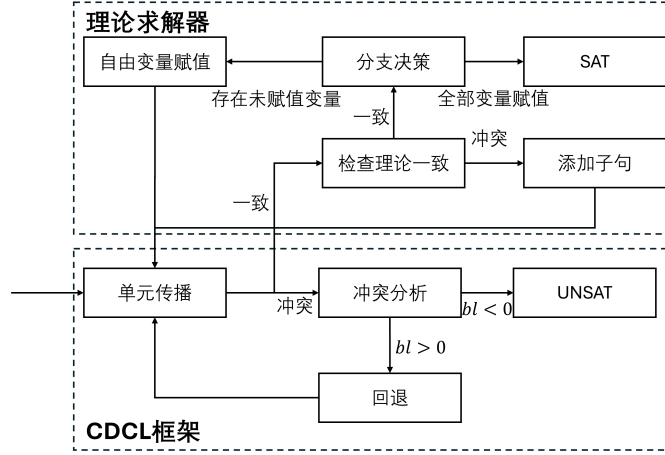 理论求解器
自由变量赋值
分支决策
SAT
存在未赋值变量
全部变量赋值
一致
冲突
检查理论一致
添加子句
一致
单元传播
冲突
冲突分析
bl < 0
UNSAT
bl > 0
回退
CDCL框架